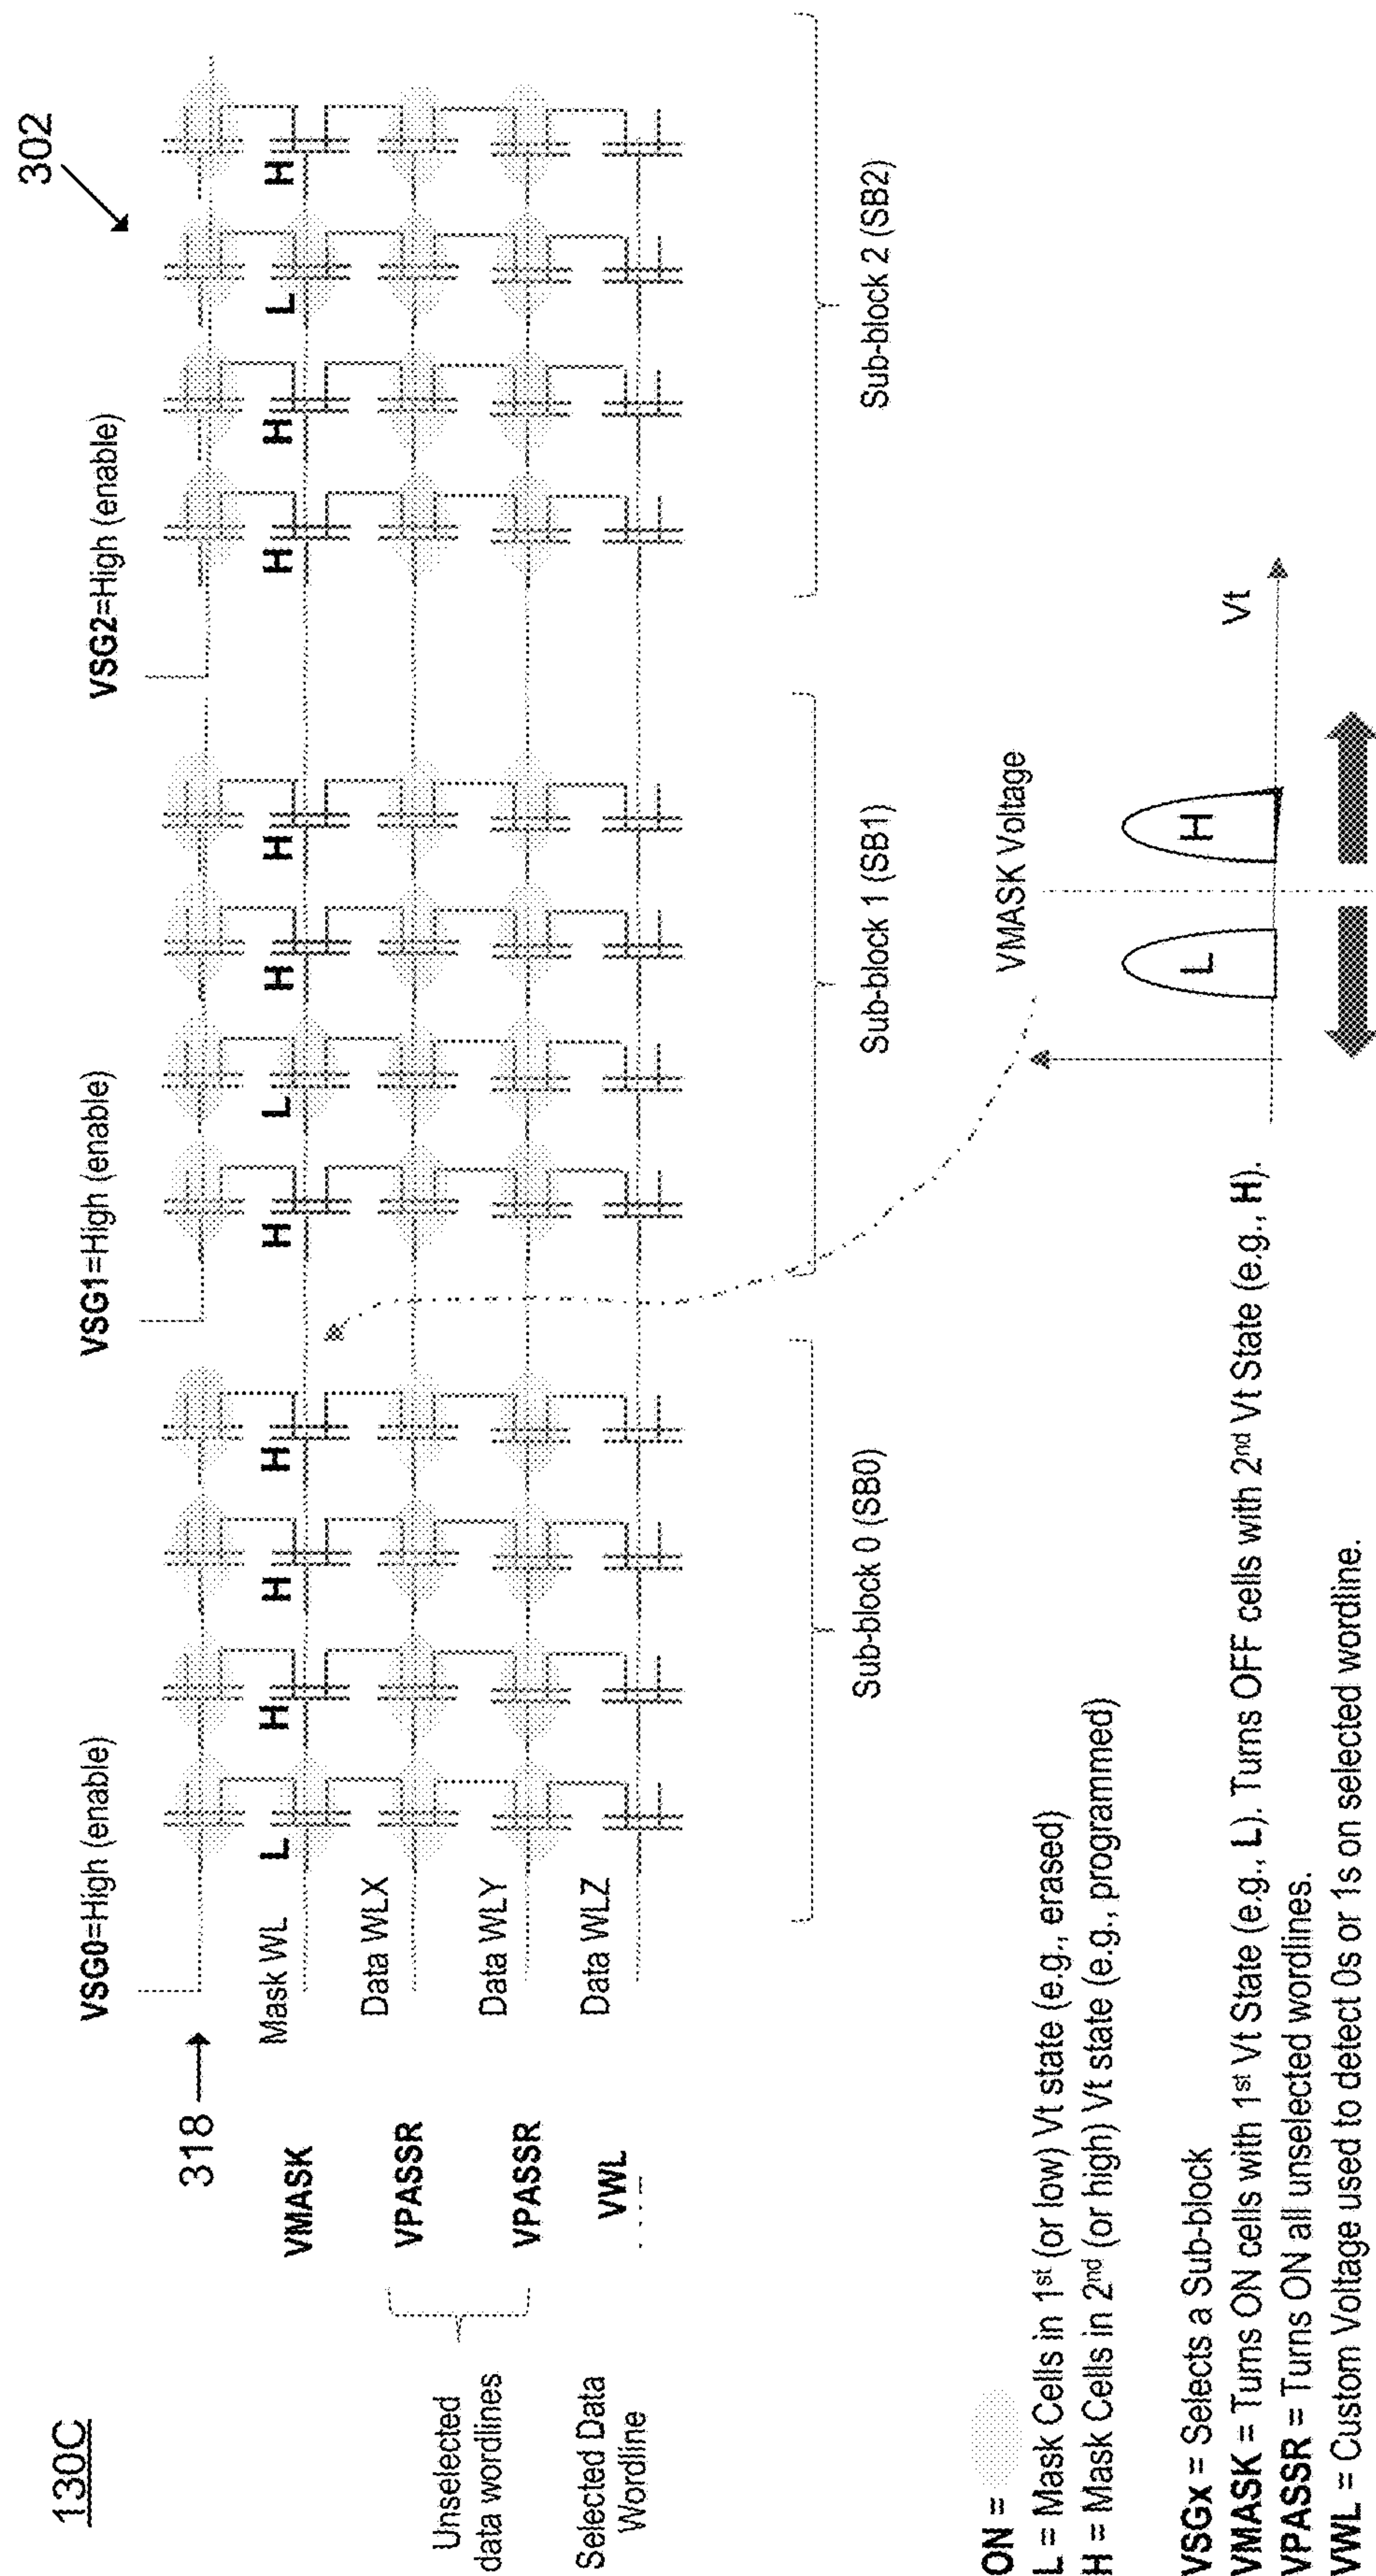 130C
302
VSG0=High (enable)
VSG1=High (enable)
VSG2=High (enable)
318
VMASK
Mask WL
L
H
H
H
H
L
H
H
H
H
L
H
Unselected
data wordlines
VPASSR
Data WLX
VPASSR
Data WLY
Selected Data
Wordline
VWL
Data WLZ
Sub-block 0 (SB0)
Sub-block 1 (SB1)
Sub-block 2 (SB2)
ON =
L = Mask Cells in 1st (or low) Vt state (e.g., erased)
H = Mask Cells in 2nd (or high) Vt state (e.g., programmed)
VMASK Voltage
L
H
Vt
VSGx = Selects a Sub-block
VMASK = Turns ON cells with 1st Vt State (e.g., L). Turns OFF cells with 2nd Vt State (e.g., H).
VPASSR = Turns ON all unselected wordlines.
VWL = Custom Voltage used to detect 0s or 1s on selected wordline.